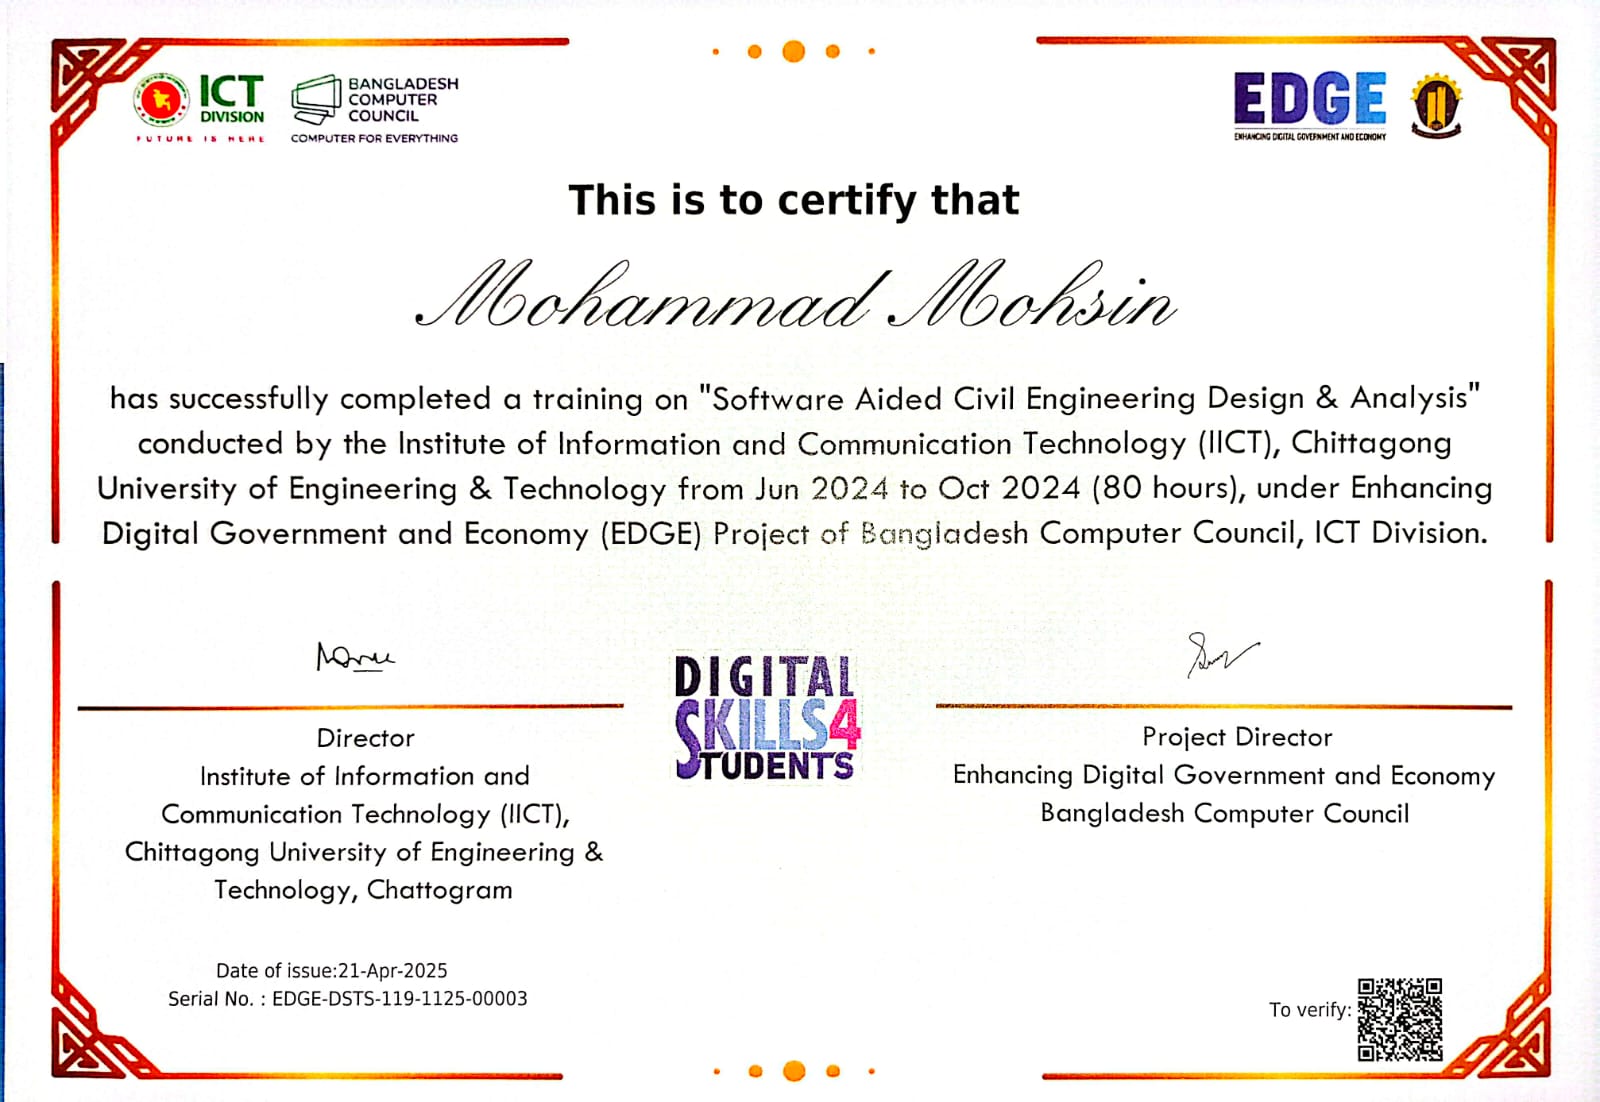 ICT
DIVISION
FUTURE IS HERE
BANGLADESH
COMPUTER
COUNCIL
COMPUTER FOR EVERYTHING
EDGE
ENHANCING DIGITAL GOVERNMENT AND ECONOMY
This is to certify that
Mohammad Mohsin
has successfully completed a training on "Software Aided Civil Engineering Design & Analysis"
conducted by the Institute of Information and Communication Technology (IICT), Chittagong
University of Engineering & Technology from Jun 2024 to Oct 2024 (80 hours), under Enhancing
Digital Government and Economy (EDGE) Project of Bangladesh Computer Council, ICT Division.
Director
Institute of Information and
Communication Technology (IICT),
Chittagong University of Engineering &
Technology, Chattogram
DIGITAL
SKILLS4
STUDENTS
Project Director
Enhancing Digital Government and Economy
Bangladesh Computer Council
Date of issue:21-Apr-2025
Serial No. : EDGE-DSTS-119-1125-00003
To verify: